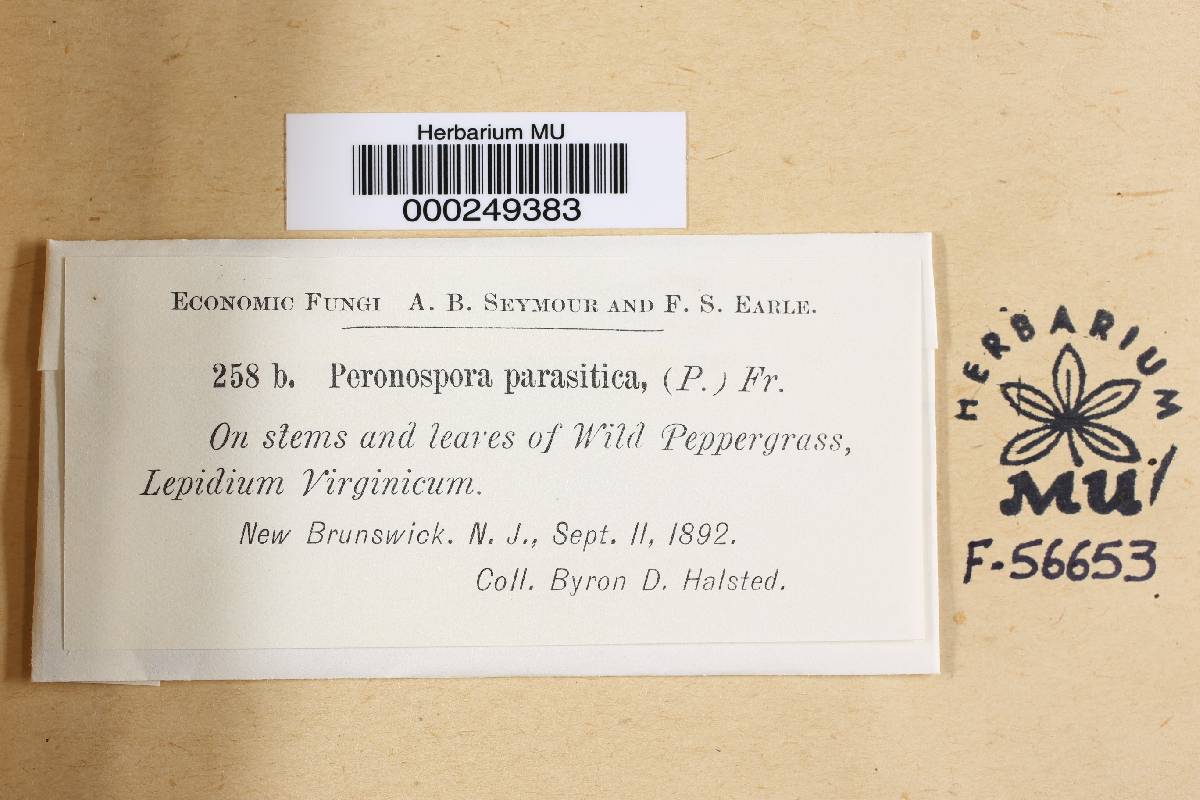 Herbarium MU
000249383
ECONOMIC FUNGI A. B. SEYMOUR AND F. S. EARLE.
258 b. Peronospora parasitica, (P.) Fr.
On stems and leaves of Wild Peppergrass,
Lepidium Virginicum.
New Brunswick. N. J., Sept. 11, 1892.
Coll. Byron D. Halsted.
HERBARIUM
MU
F-56653